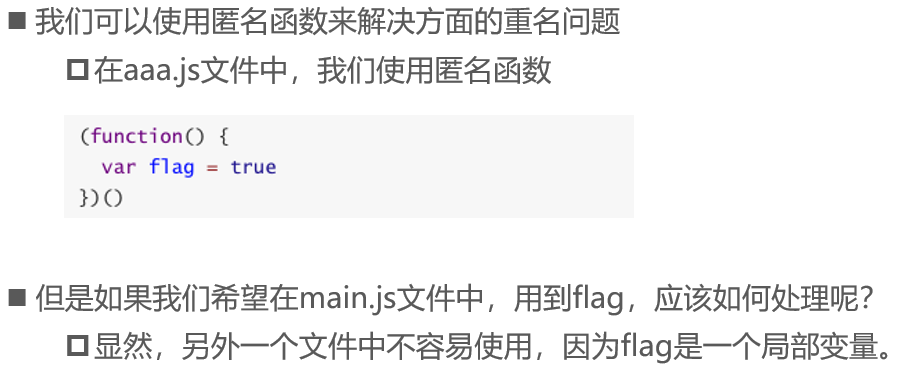 ■ 我们可以使用匿名函数来解决方面的重名问题
在aaa.js文件中，我们使用匿名函数
(function() {
  var flag = true
})()
■ 但是如果我们希望在main.js文件中，用到flag，应该如何处理呢？
显然，另外一个文件中不容易使用，因为flag是一个局部变量。